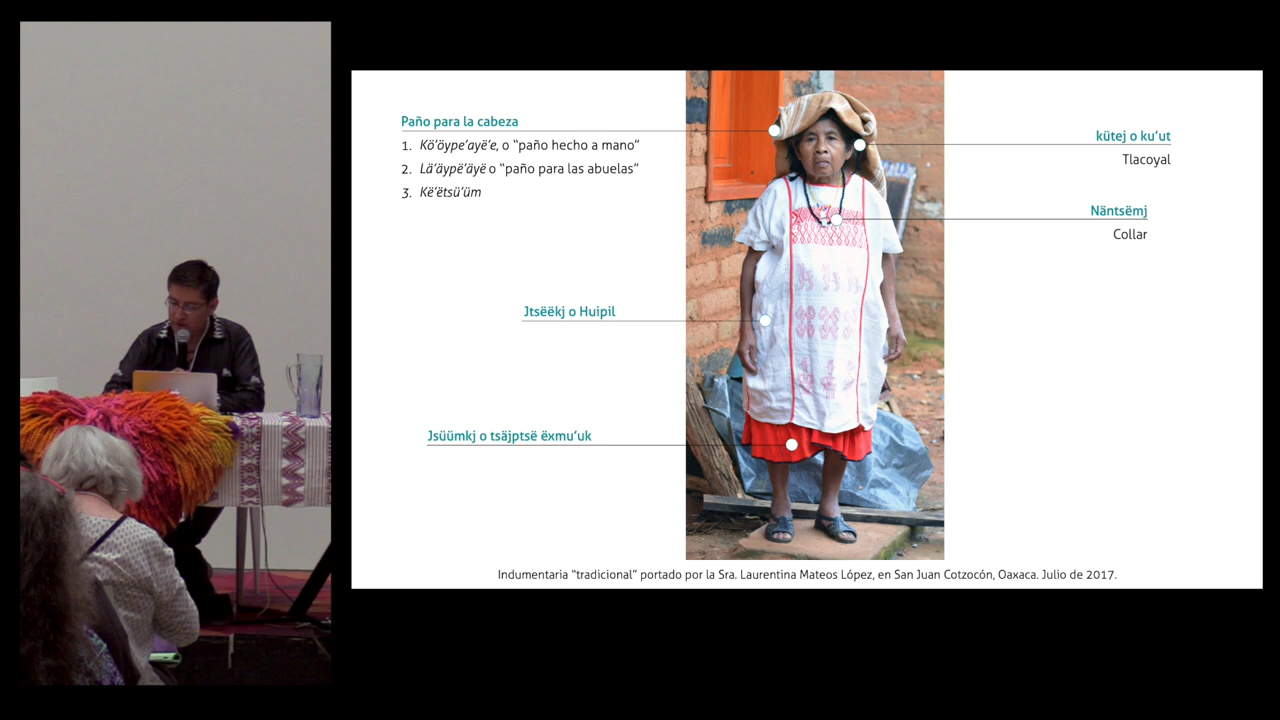 Paño para la cabeza
1. Kö'öype'ayë'e, o “paño hecho a mano”
2. Lä'äypë'äyë o “paño para las abuelas”
3. Kë'ëtsü'üm
kütej o ku'ut
Tlacoyal
Näntsëmj
Collar
Jtsëëkj o Huipil
Jsüümkj o tsäjptsë ëxmu'uk
Indumentaria “tradicional” portado por la Sra. Laurentina Mateos López, en San Juan Cotzocón, Oaxaca. Julio de 2017.